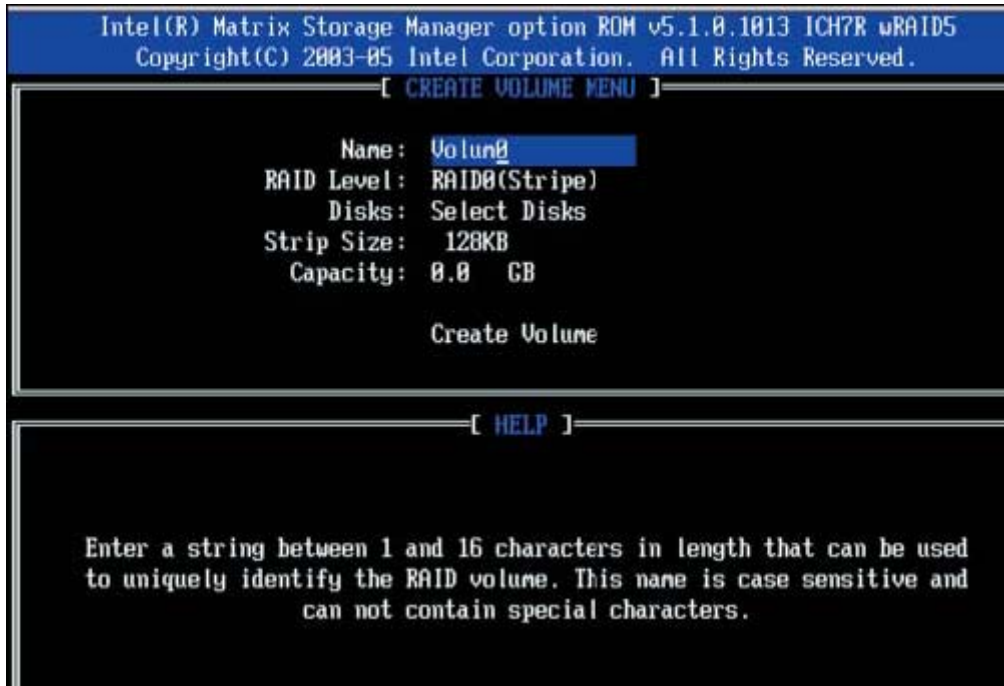 Intel(R) Matrix Storage Manager option ROM v5.1.0.1013 ICH7R wRAID5
Copyright(C) 2003-05 Intel Corporation. All Rights Reserved.
[ CREATE VOLUME MENU ]
Name: Volum0
RAID Level: RAID0(Stripe)
Disks: Select Disks
Strip Size: 128KB
Capacity: 0.0 GB
Create Volume
[ HELP ]
Enter a string between 1 and 16 characters in length that can be used
to uniquely identify the RAID volume. This name is case sensitive and
can not contain special characters.